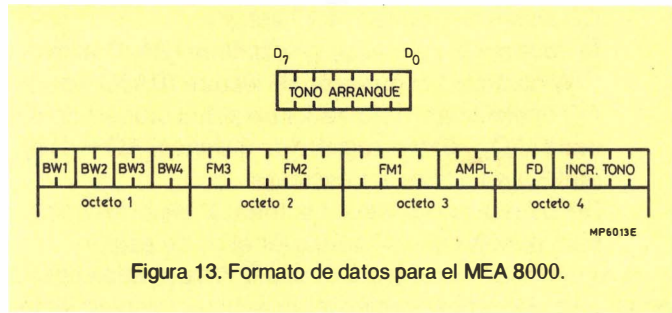 D7 D0
TONO ARRANQUE
BW1 BW2 BW3 BW4 FM3 FM2 FM1 AMPL. FD INCR. TONO
octeto 1 octeto 2 octeto 3 octeto 4
MP6013E
Figura 13. Formato de datos para el MEA 8000.